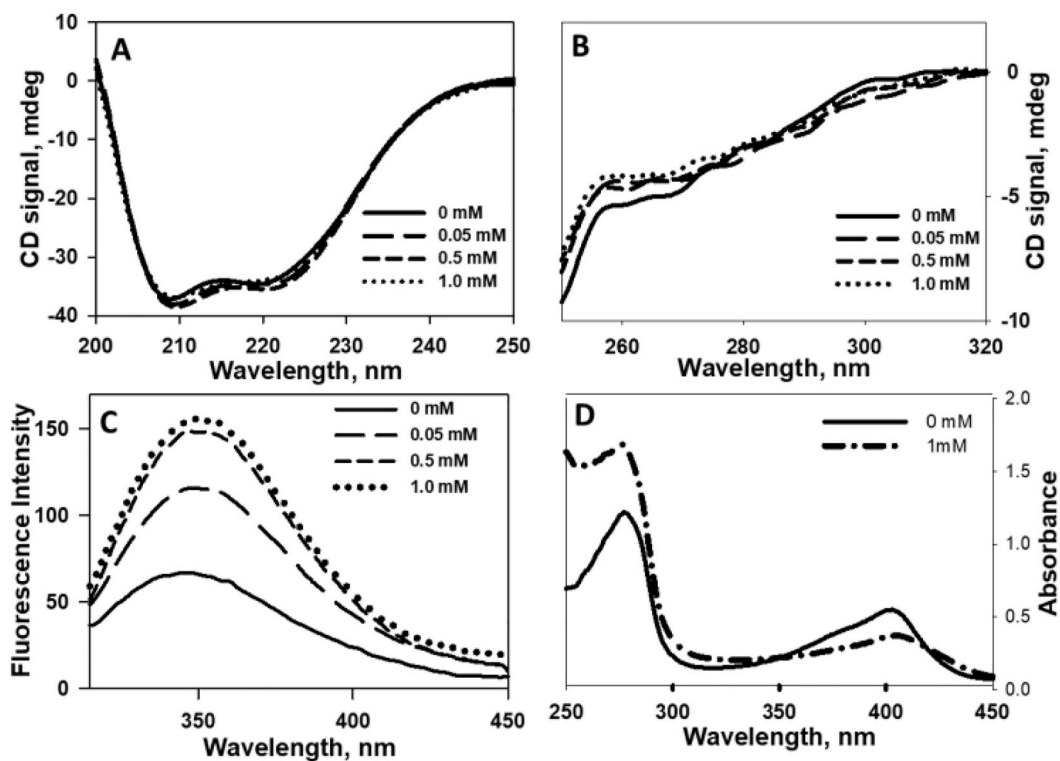 A
CD signal, mdeg
10
0
-10
-20
-30
-40
200 210 220 230 240 250
Wavelength, nm
0 mM
0.05 mM
0.5 mM
1.0 mM
B
CD signal, mdeg
0
-5
-10
260 280 300 320
Wavelength, nm
0 mM
0.05 mM
0.5 mM
1.0 mM
C
Fluorescence Intensity
150
100
50
0
350 400 450
Wavelength, nm
0 mM
0.05 mM
0.5 mM
1.0 mM
D
Absorbance
2.0
1.5
1.0
0.5
0.0
250 300 350 400 450
Wavelength, nm
0 mM
1mM